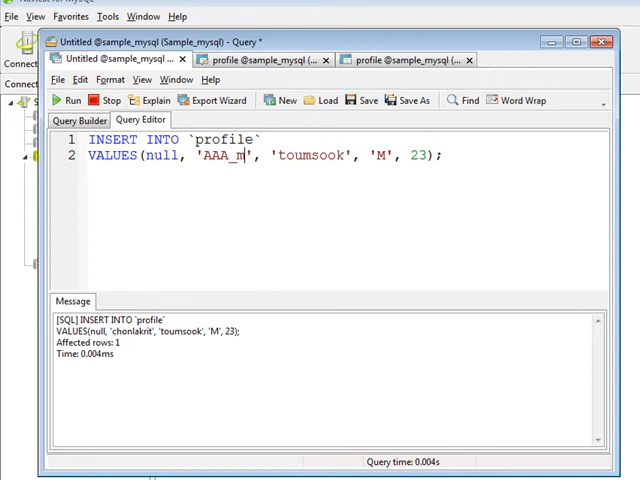 File View Favorites Tools Window Help
Connect
Connect
Untitled @sample_mysql (Sample_mysql) - Query *
Untitled @sample_mysql ... profile @sample_mysql (... profile @sample_mysql (...
File Edit Format View Window Help
Run Stop Explain Export Wizard New Load Save Save As Find Word Wrap
Query Builder Query Editor
1 INSERT INTO `profile`
2 VALUES(null, 'AAA_m', 'toumsook', 'M', 23);
Message
[SQL] INSERT INTO `profile`
VALUES(null, 'chonlakrit', 'toumsook', 'M', 23);
Affected rows: 1
Time: 0.004ms
Query time: 0.004s